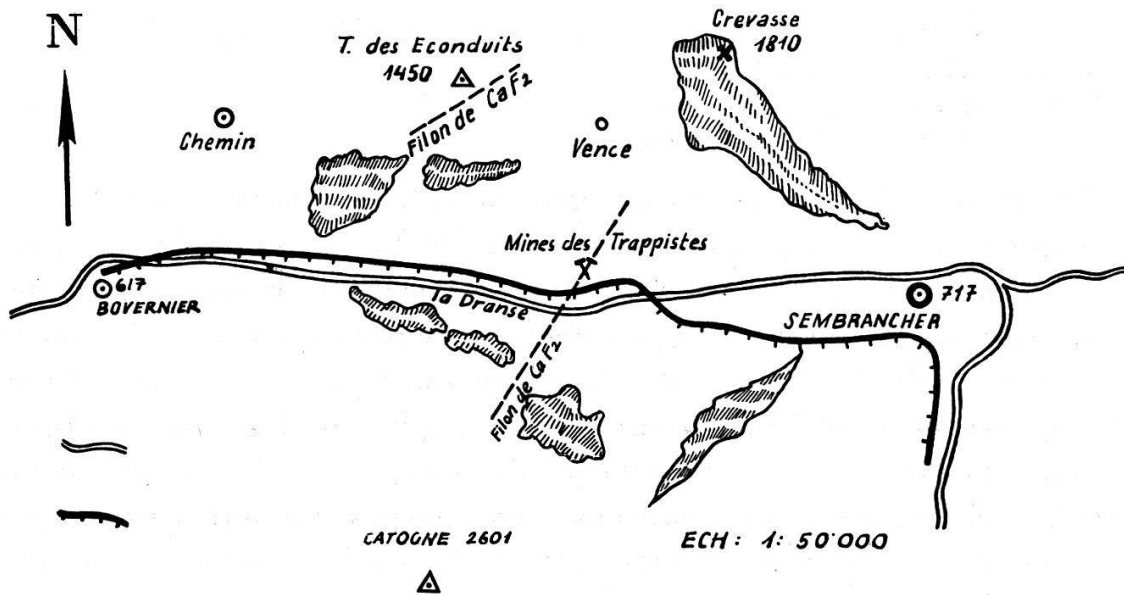 N
Crevasse
1810
T. des Econduits
1450
Filon de CaF2
Chemin
Vence
Mines des Trappistes
617
BOVERNIER
la Dranse
717
SEMBRANCHER
Filon de CaF2
CATOGNE 2601
ECH: 1: 50'000